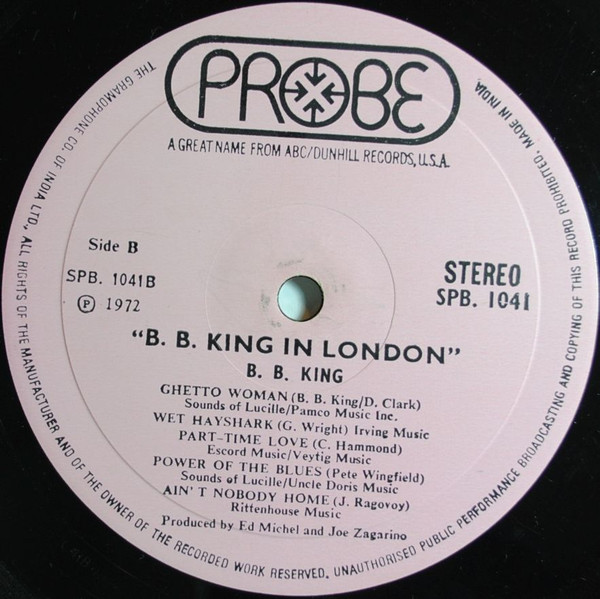 PROBE
A GREAT NAME FROM ABC/DUNHILL RECORDS, U.S.A.
Side B
SPB. 1041B
Ⓟ 1972
STEREO
SPB. 1041
"B. B. KING IN LONDON"
B. B. KING
GHETTO WOMAN (B. B. King/D. Clark)
Sounds of Lucille/Pamco Music Inc.
WET HAYSHARK (G. Wright) Irving Music
PART-TIME LOVE (C. Hammond)
Escord Music/Veytig Music
POWER OF THE BLUES (Pete Wingfield)
Sounds of Lucille/Uncle Doris Music
AIN' T NOBODY HOME (J. Ragovoy)
Rittenhouse Music
Produced by Ed Michel and Joe Zagarino
THE GRAMOPHONE CO. OF INDIA LTD., ALL RIGHTS OF THE MANUFACTURER AND OF THE OWNER OF THE RECORDED WORK RESERVED. UNAUTHORISED PUBLIC PERFORMANCE BROADCASTING AND COPYING OF THIS RECORD PROHIBITED. MADE IN INDIA.